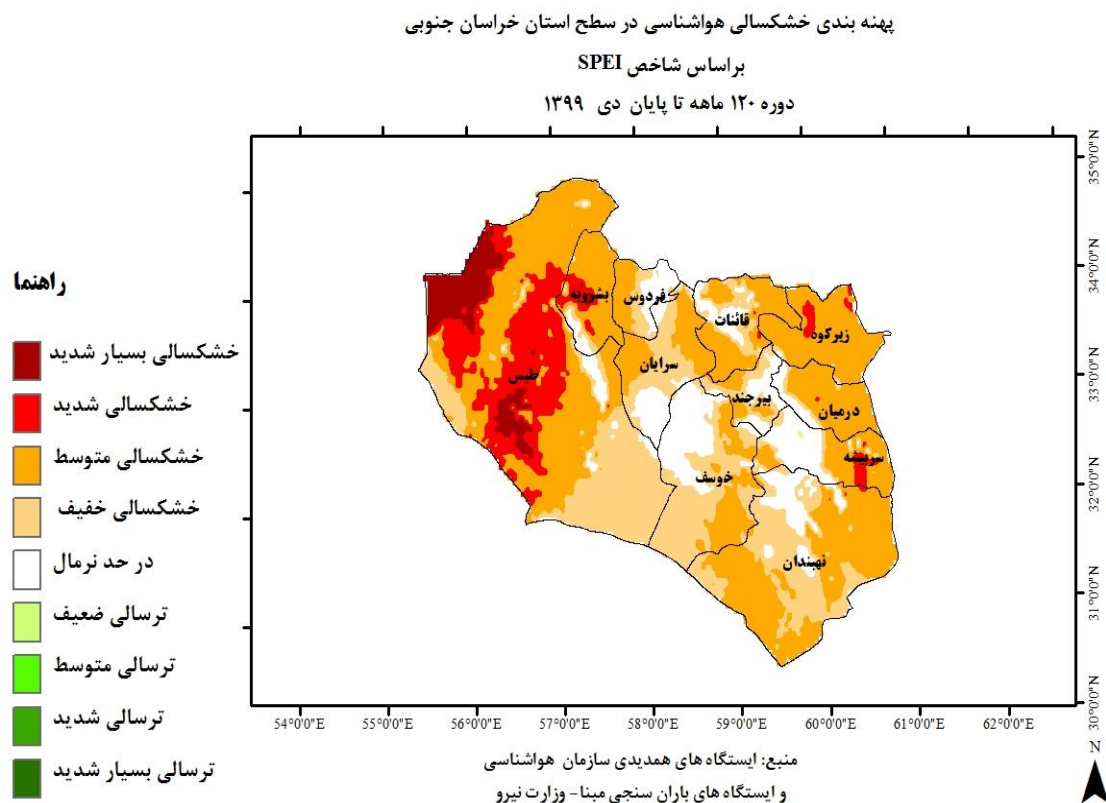 پهنه بندی خشکسالی هواشناسی در سطح استان خراسان جنوبی
براساس شاخص SPEI
دوره ۱۲۰ ماهه تا پایان دی ۱۳۹۹
راهنما
خشکسالی بسیار شدید
خشکسالی شدید
خشکسالی متوسط
خشکسالی خفیف
در حد نرمال
ترسالی ضعیف
ترسالی متوسط
ترسالی شدید
ترسالی بسیار شدید
بشرویه
فردوس
قائنات
زیرکوه
طبس
سرایان
بیرجند
درمیان
سربیشه
خوسف
نهبندان
35°0'0"N
34°0'0"N
33°0'0"N
32°0'0"N
31°0'0"N
30°0'0"N
54°0'0"E
55°0'0"E
56°0'0"E
57°0'0"E
58°0'0"E
59°0'0"E
60°0'0"E
61°0'0"E
62°0'0"E
N
منبع: ایستگاه های همدیدی سازمان هواشناسی
و ایستگاه های باران سنجی مبنا- وزارت نیرو